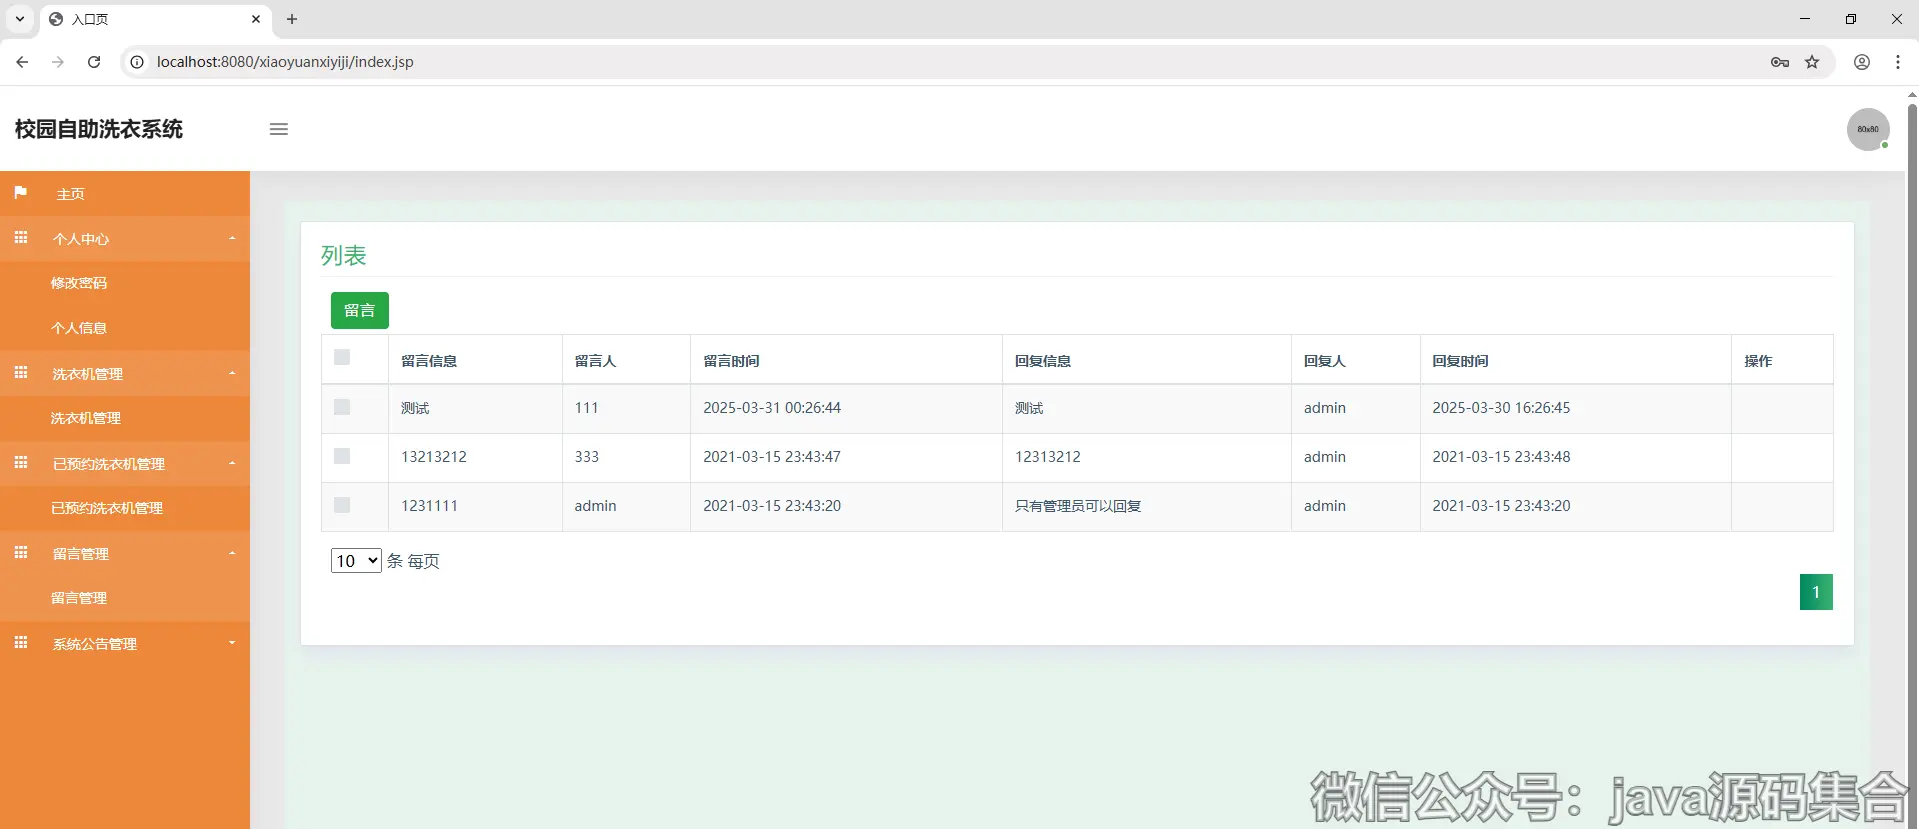 入口页
localhost:8080/xiaoyuanxiyiji/index.jsp
校园自助洗衣系统
80x80
主页
个人中心
修改密码
个人信息
洗衣机管理
洗衣机管理
已预约洗衣机管理
已预约洗衣机管理
留言管理
留言管理
系统公告管理
列表
留言
留言信息 留言人 留言时间 回复信息 回复人 回复时间 操作
测试 111 2025-03-31 00:26:44 测试 admin 2025-03-30 16:26:45
13213212 333 2021-03-15 23:43:47 12313212 admin 2021-03-15 23:43:48
1231111 admin 2021-03-15 23:43:20 只有管理员可以回复 admin 2021-03-15 23:43:20
10 条 每页
1
微信公众号：java源码集合